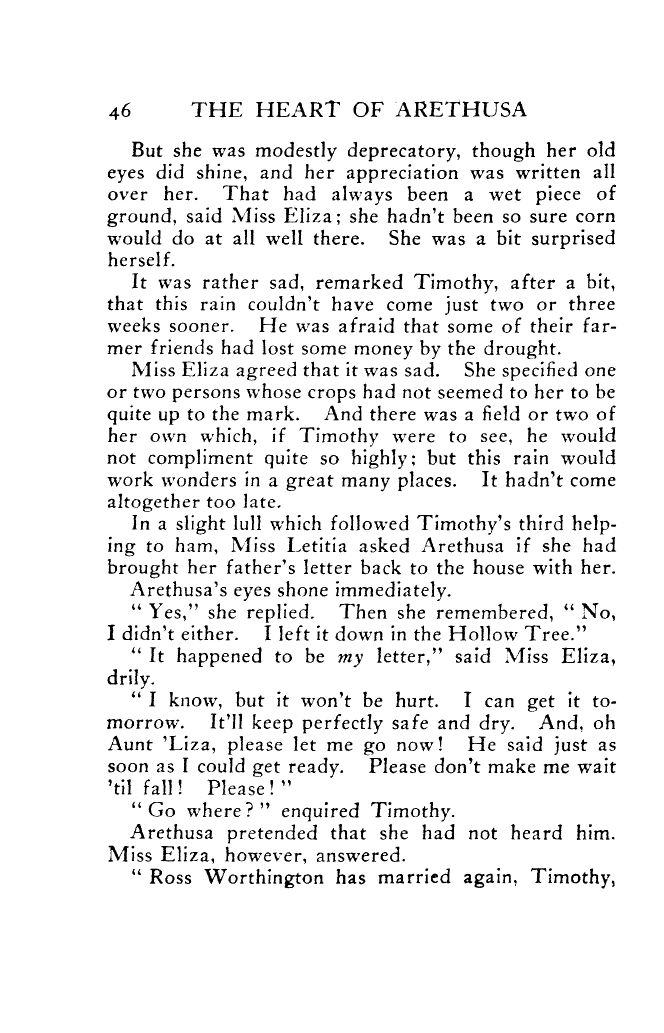 46 THE HEART OF ARETHUSA
But she was modestly deprecatory, though her old
eyes did shine, and her appreciation was written all
over her. That had always been a wet piece of
ground, said Miss Eliza; she hadn't been so sure corn
would do at all well there. She was a bit surprised
herself.
It was rather sad, remarked Timothy, after a bit,
that this rain couldn't have come just two or three
weeks sooner. He was afraid that some of their far-
mer friends had lost some money by the drought.
Miss Eliza agreed that it was sad. She specified one
or two persons whose crops had not seemed to her to be
quite up to the mark. And there was a field or two of
her own which, if Timothy were to see, he would
not compliment quite so highly; but this rain would
work wonders in a great many places. It hadn't come
altogether too late.
In a slight lull which followed Timothy's third help-
ing to ham, Miss Letitia asked Arethusa if she had
brought her father's letter back to the house with her.
Arethusa's eyes shone immediately.
"Yes," she replied. Then she remembered, "No,
I didn't either. I left it down in the Hollow Tree."
"It happened to be my letter," said Miss Eliza,
drily.
"I know, but it won't be hurt. I can get it to-
morrow. It'll keep perfectly safe and dry. And, oh
Aunt 'Liza, please let me go now! He said just as
soon as I could get ready. Please don't make me wait
'til fall! Please!"
"Go where?" enquired Timothy.
Arethusa pretended that she had not heard him.
Miss Eliza, however, answered.
"Ross Worthington has married again, Timothy,